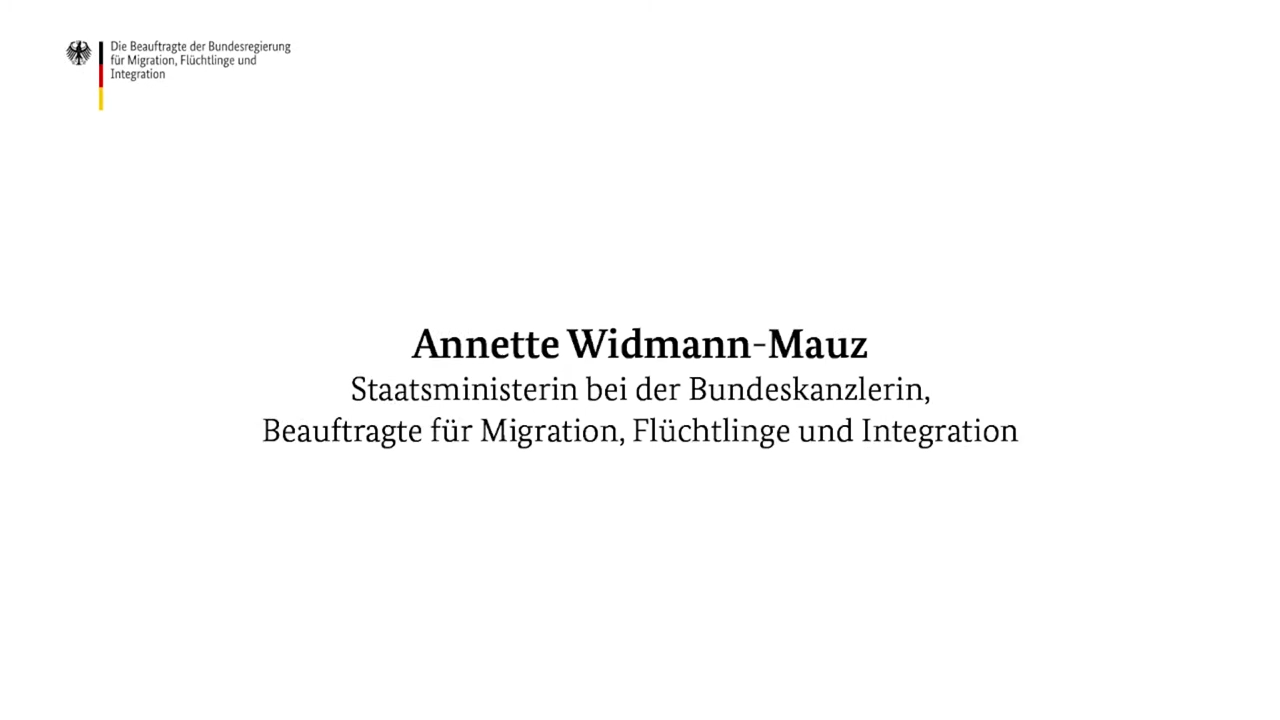 Die Beauftragte der Bundesregierung
für Migration, Flüchtlinge und
Integration
Annette Widmann-Mauz
Staatsministerin bei der Bundeskanzlerin,
Beauftragte für Migration, Flüchtlinge und Integration